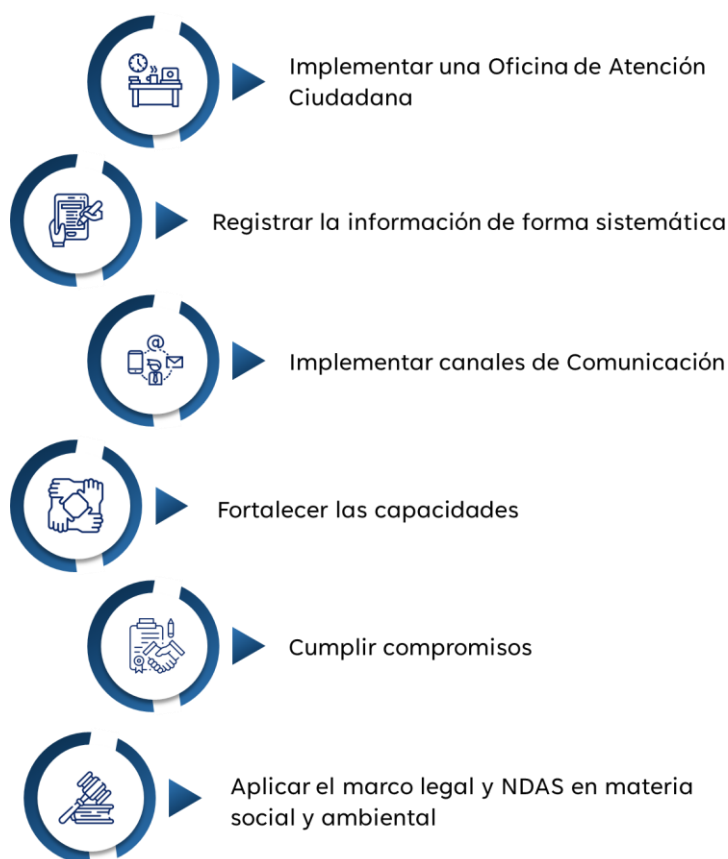 Implementar una Oficina de Atención
Ciudadana
Registrar la información de forma sistemática
@
Implementar canales de Comunicación
Fortalecer las capacidades
Cumplir compromisos
Aplicar el marco legal y NDAS en materia
social y ambiental